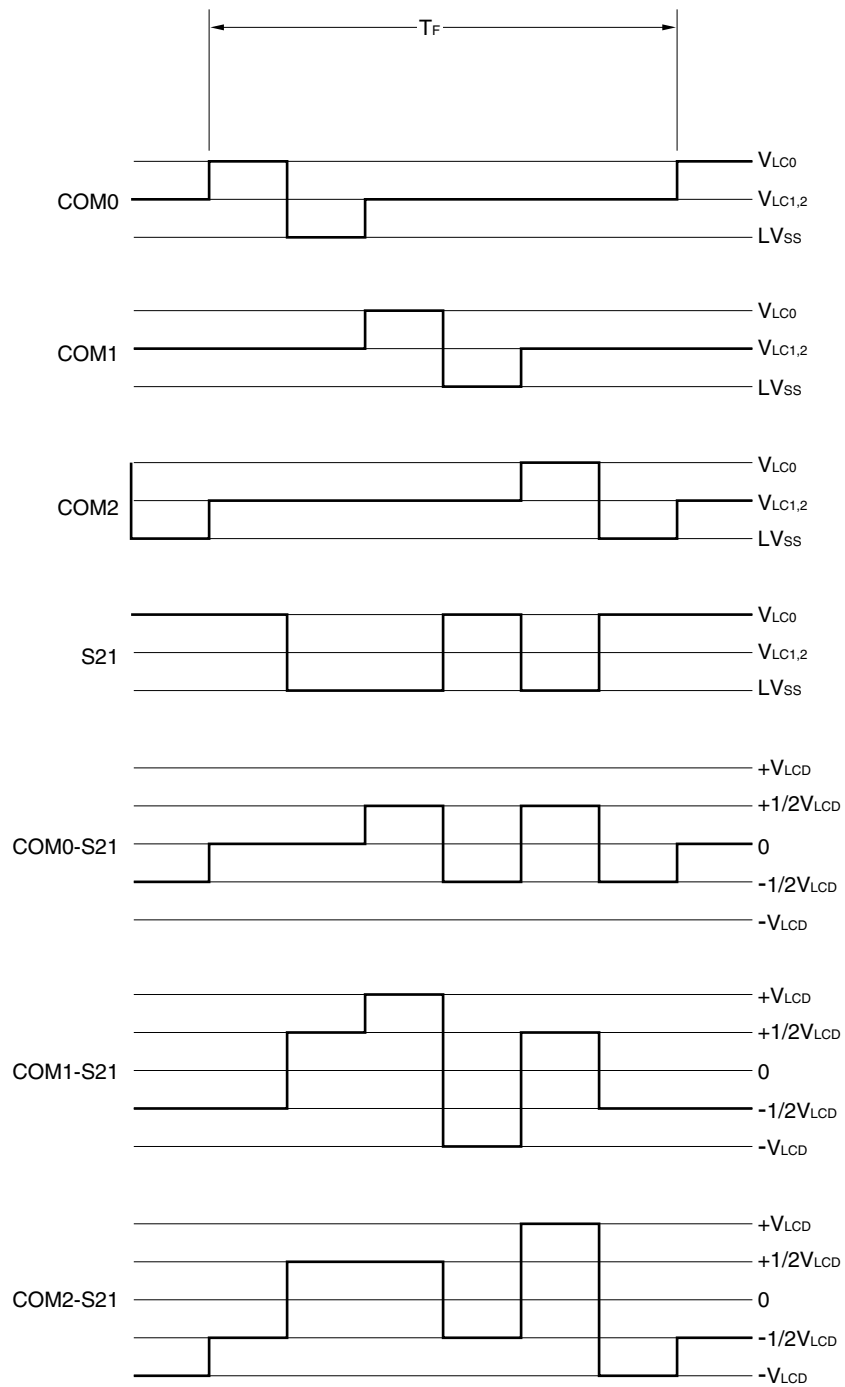 TF
VLC0
COM0
VLC1,2
LVSS
VLC0
COM1
VLC1,2
LVSS
VLC0
COM2
VLC1,2
LVSS
VLC0
S21
VLC1,2
LVSS
+VLCD
+1/2VLCD
COM0-S21
0
-1/2VLCD
-VLCD
+VLCD
+1/2VLCD
COM1-S21
0
-1/2VLCD
-VLCD
+VLCD
+1/2VLCD
COM2-S21
0
-1/2VLCD
-VLCD